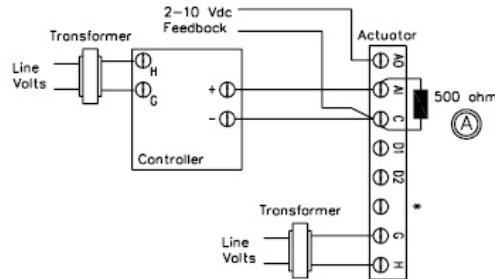 2-10 Vdc
Feedback
Transformer
Actuator
Line
Volts
H
G
+
-
Controller
AO
AI
C
D1
D2
*
G
H
500 ohm
A
Transformer
Line
Volts